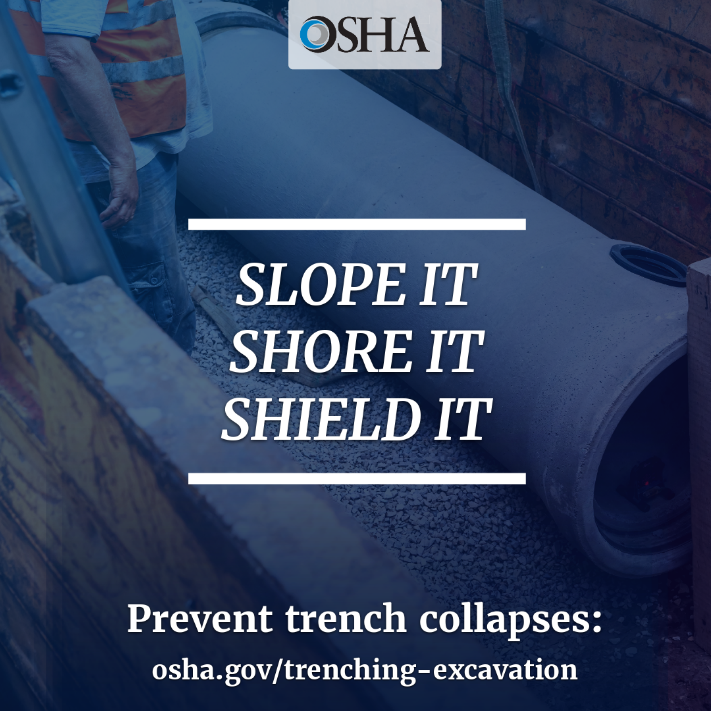 OSHA
SLOPE IT
SHORE IT
SHIELD IT
Prevent trench collapses:
osha.gov/trenching-excavation